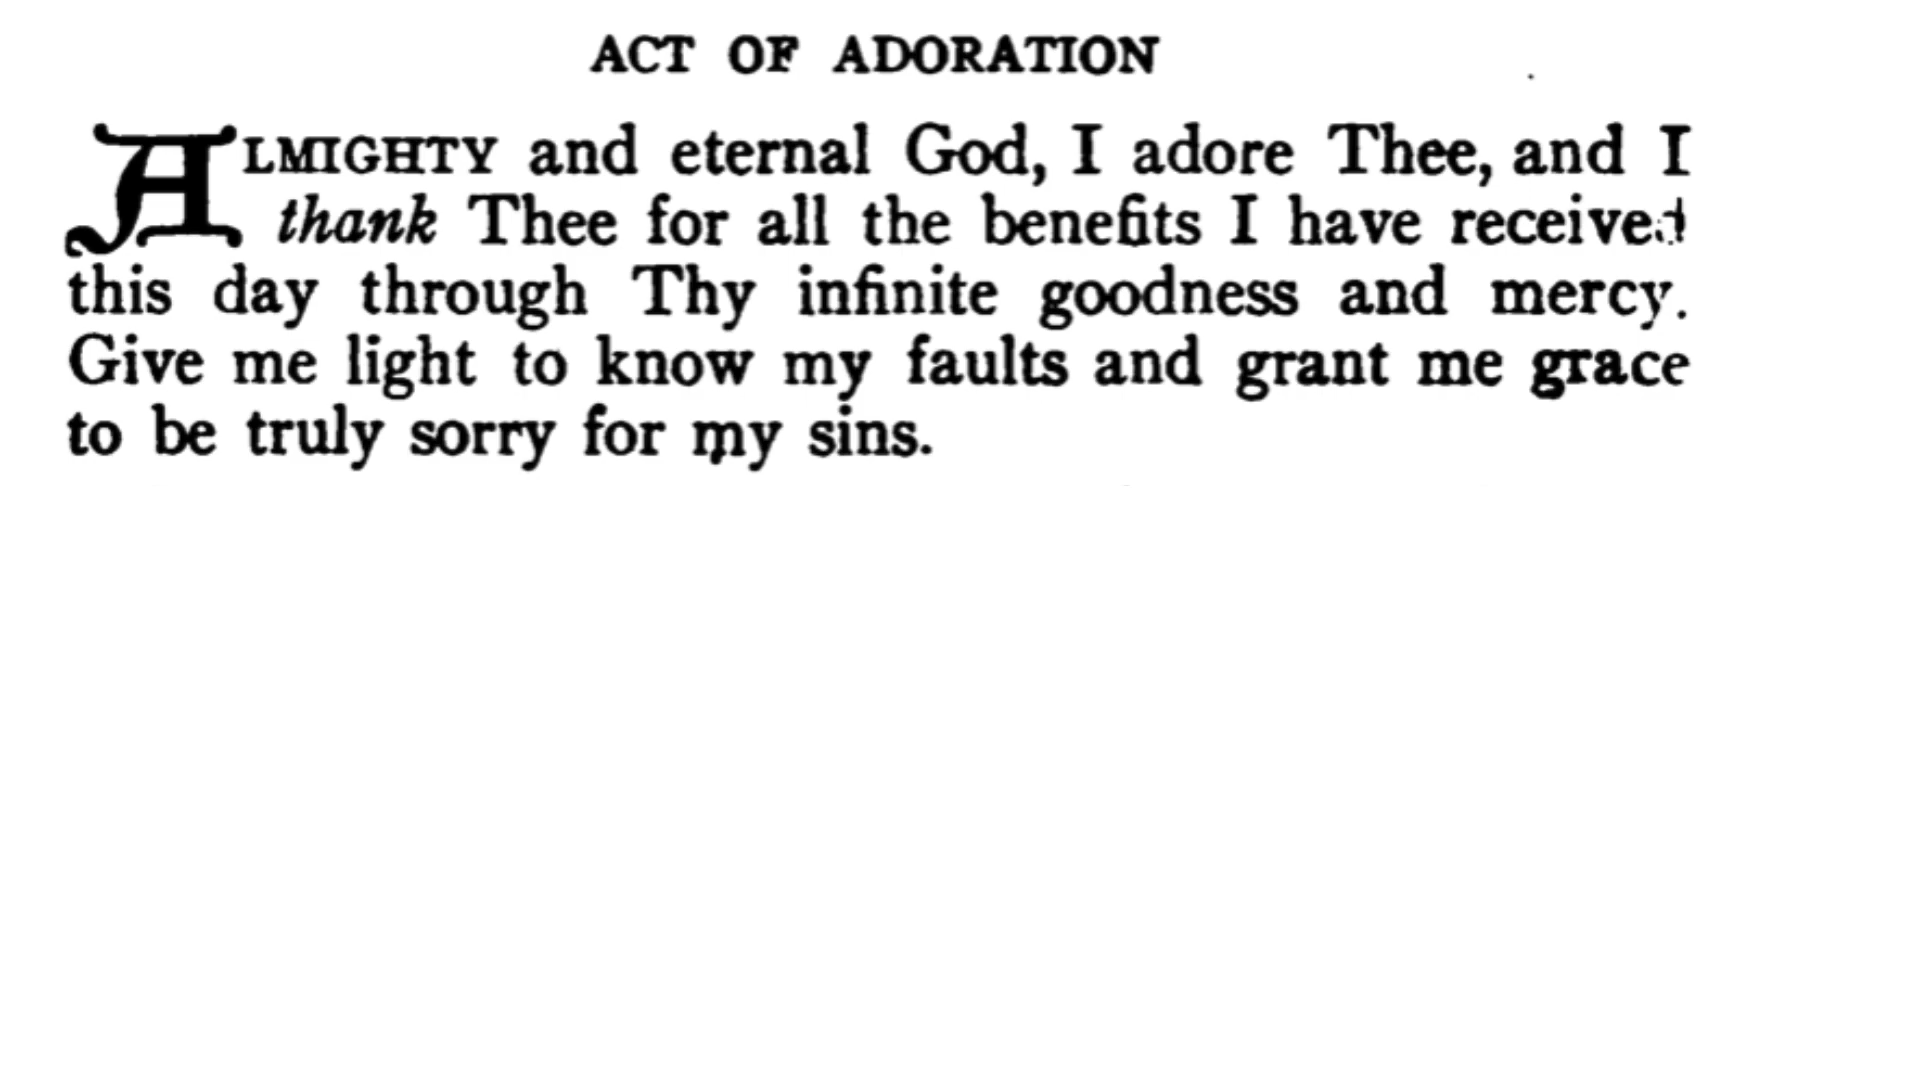 ACT OF ADORATION
ALMIGHTY and eternal God, I adore Thee, and I
thank Thee for all the benefits I have received
this day through Thy infinite goodness and mercy.
Give me light to know my faults and grant me grace
to be truly sorry for my sins.